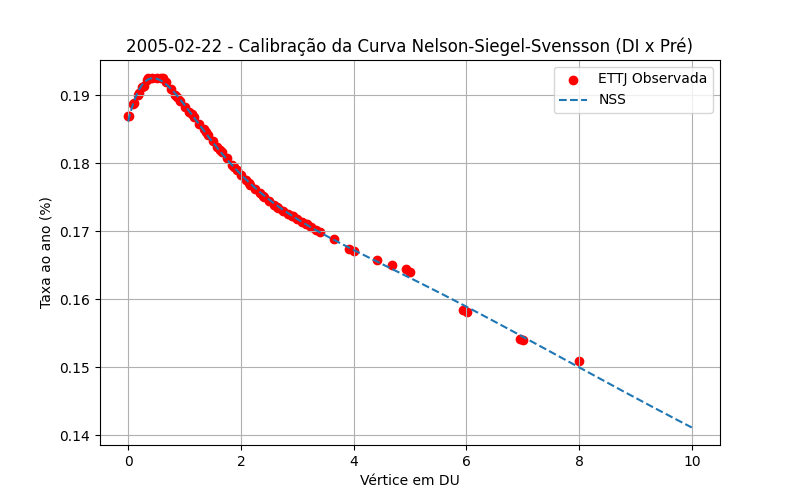 2005-02-22 - Calibração da Curva Nelson-Siegel-Svensson (DI x Pré)
ETTJ Observada
NSS
Taxa ao ano (%)
0.19
0.18
0.17
0.16
0.15
0.14
0
2
4
6
8
10
Vértice em DU